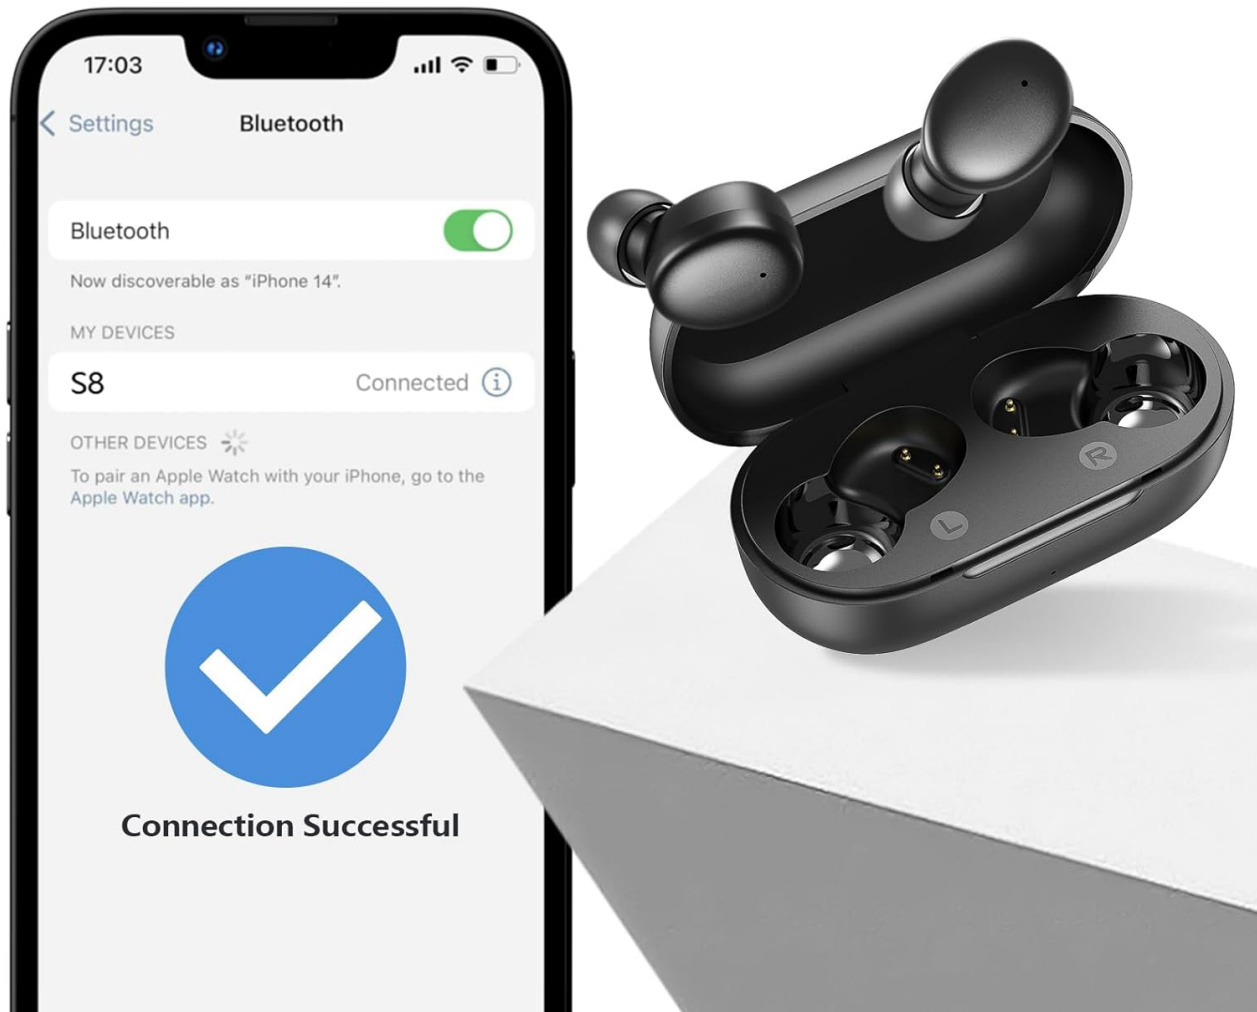 17:03
Settings
Bluetooth
Bluetooth
Now discoverable as "iPhone 14".
MY DEVICES
S8
Connected
OTHER DEVICES
To pair an Apple Watch with your iPhone, go to the
Apple Watch app.
Connection Successful
L
R